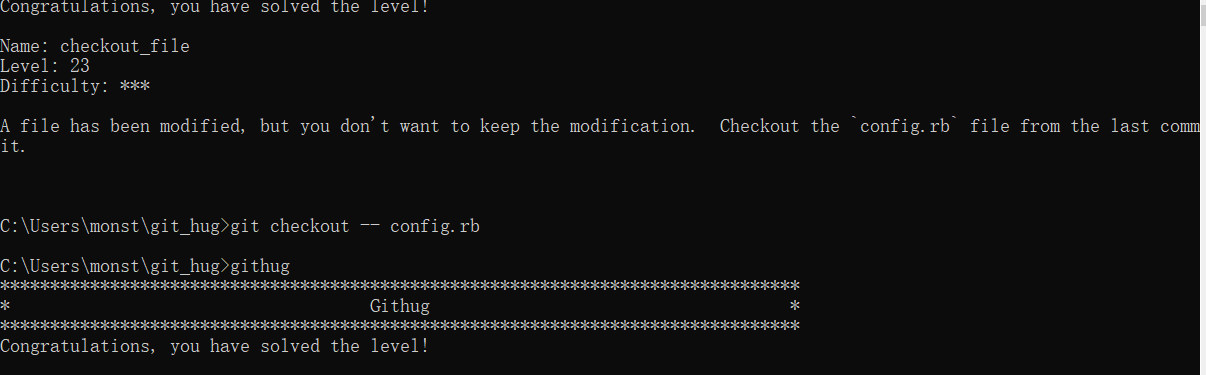 Congratulations, you have solved the level!
Name: checkout_file
Level: 23
Difficulty: ***
A file has been modified, but you don't want to keep the modification.  Checkout the `config.rb` file from the last comm
it.
C:\Users\monst\git_hug>git checkout -- config.rb
C:\Users\monst\git_hug>githug
********************************************************************************
*                                    Githug                                    *
********************************************************************************
Congratulations, you have solved the level!